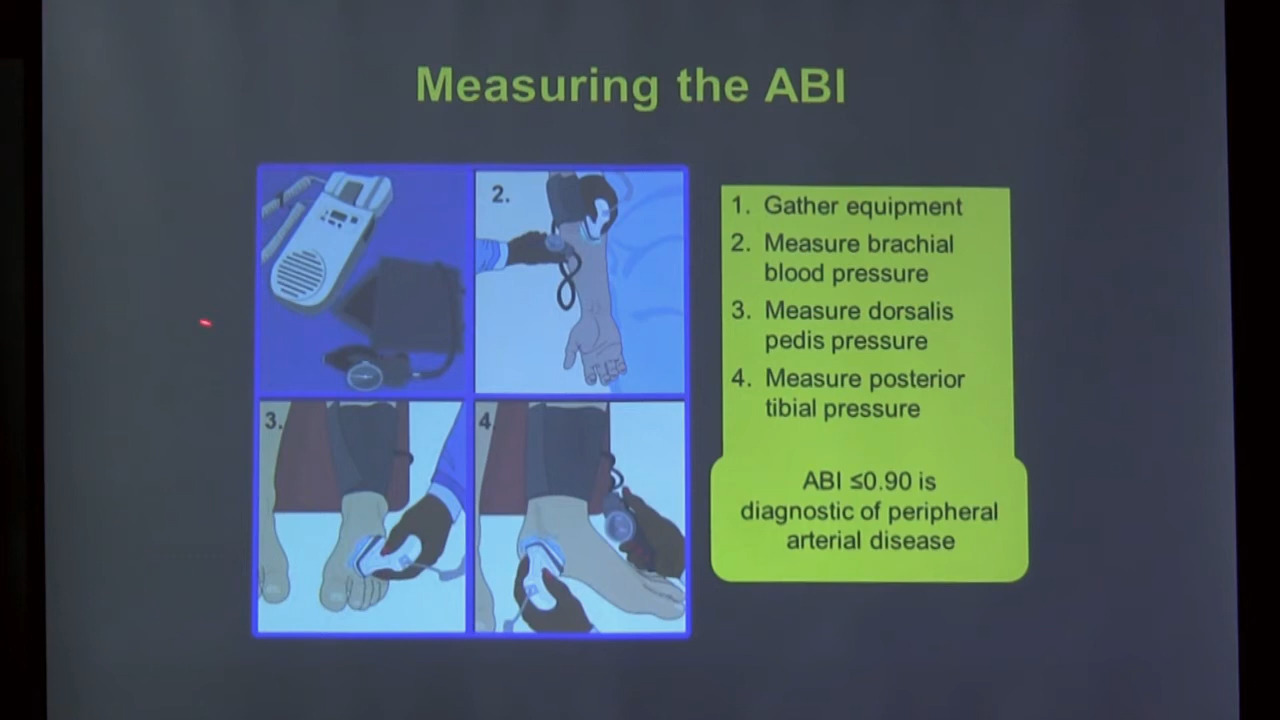 Measuring the ABI
2.
3.
4
1. Gather equipment
2. Measure brachial
blood pressure
3. Measure dorsalis
pedis pressure
4. Measure posterior
tibial pressure
ABI ≤0.90 is
diagnostic of peripheral
arterial disease